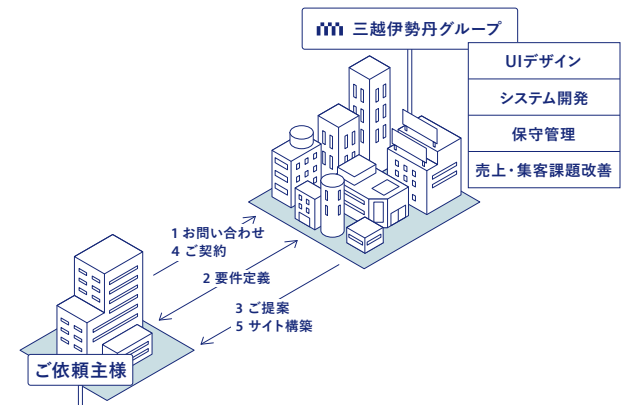 三越伊勢丹グループ
UIデザイン
システム開発
保守管理
売上・集客課題改善
1 お問い合わせ
4 ご契約
2 要件定義
3 ご提案
5 サイト構築
ご依頼主様